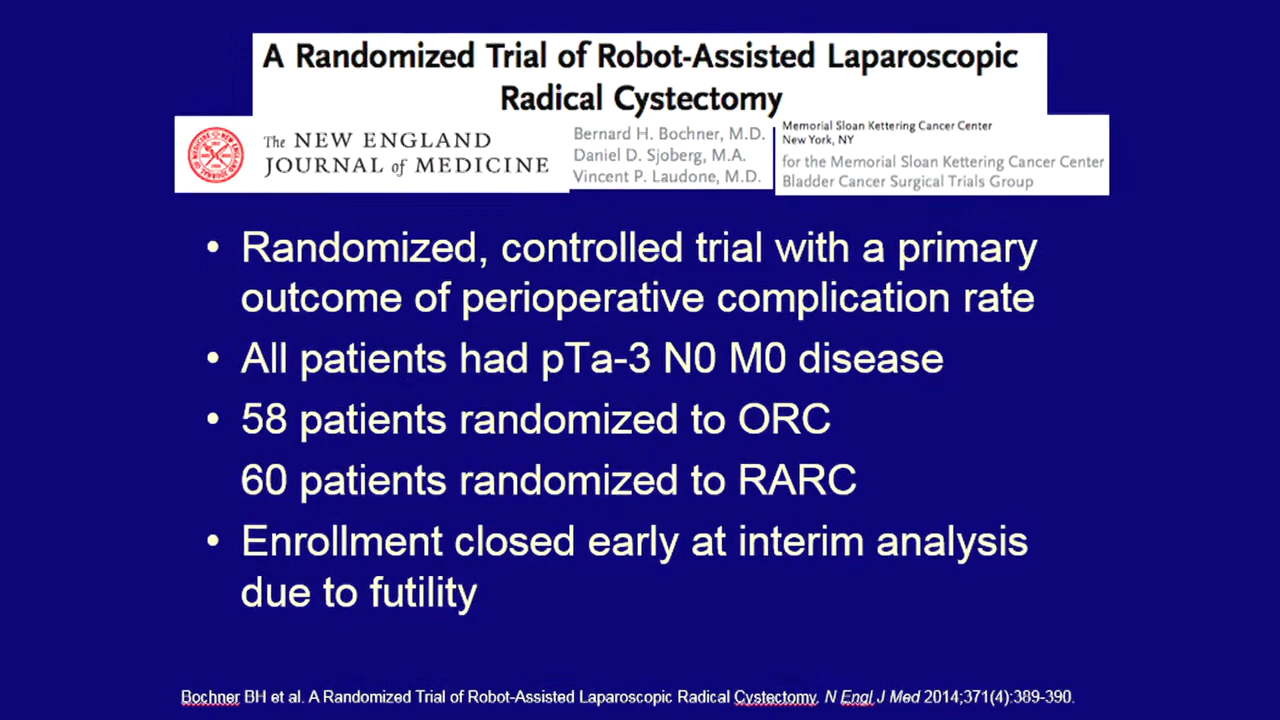 A Randomized Trial of Robot-Assisted Laparoscopic
Radical Cystectomy
The NEW ENGLAND
JOURNAL of MEDICINE
Bernard H. Bochner, M.D.
Daniel D. Sjoberg, M.A.
Vincent P. Laudone, M.D.
Memorial Sloan Kettering Cancer Center
New York, NY
for the Memorial Sloan Kettering Cancer Center
Bladder Cancer Surgical Trials Group
• Randomized, controlled trial with a primary
outcome of perioperative complication rate
• All patients had pTa-3 N0 M0 disease
• 58 patients randomized to ORC
60 patients randomized to RARC
• Enrollment closed early at interim analysis
due to futility
Bochner BH et al. A Randomized Trial of Robot-Assisted Laparoscopic Radical Cystectomy. N Engl J Med 2014;371(4):389-390.